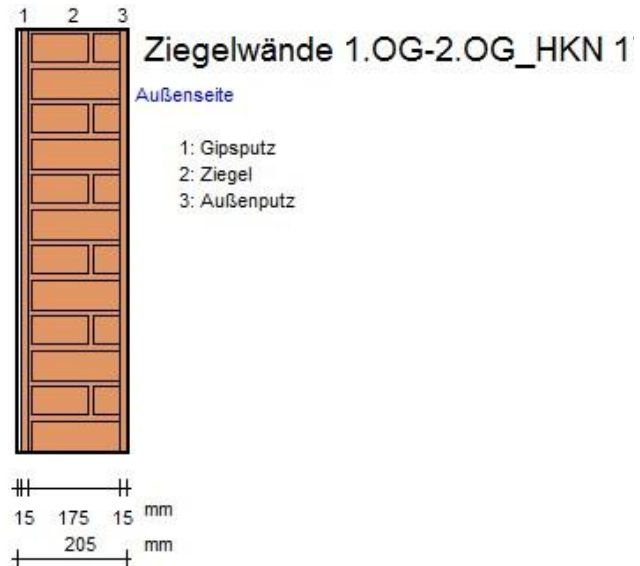 1 2 3
Ziegelwände 1.OG-2.OG_HKN 1
Außenseite
1: Gipsputz
2: Ziegel
3: Außenputz
15 175 15 mm
205 mm